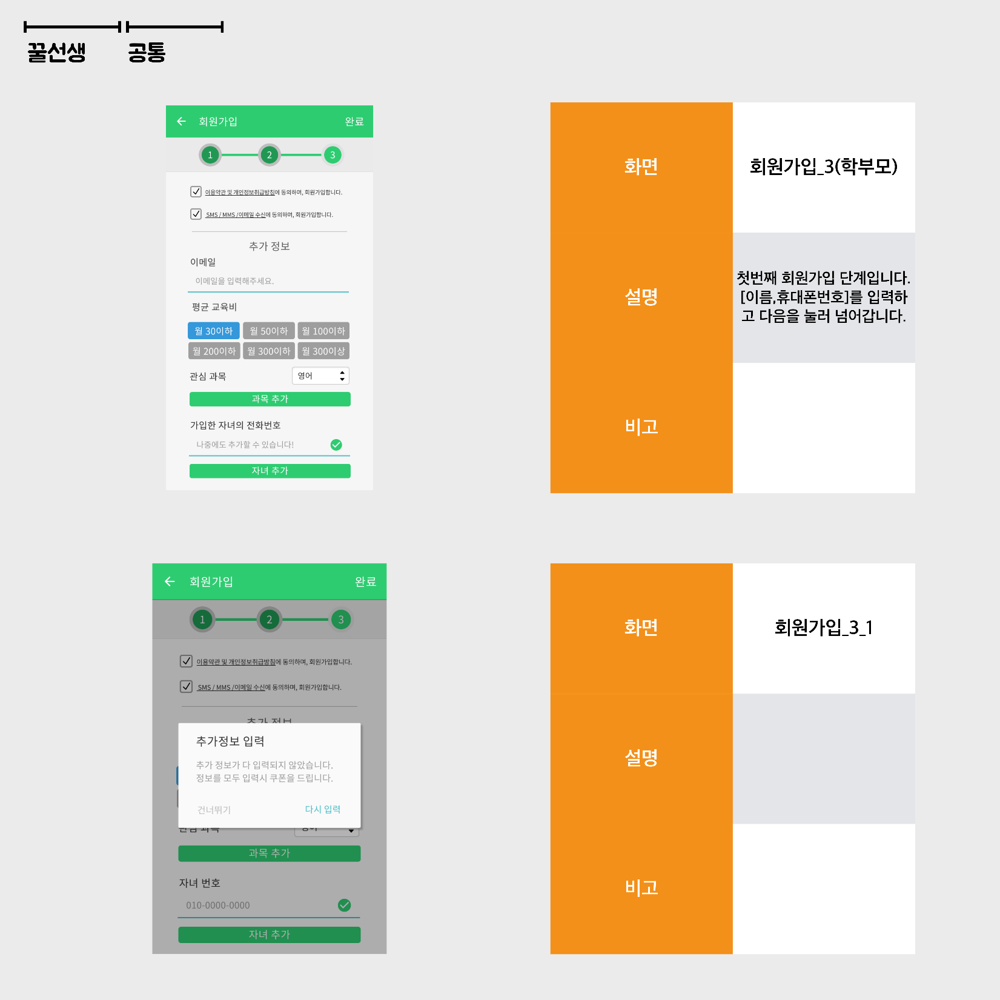 꿀선생 공통
회원가입 완료
1 2 3
이용약관 및 개인정보취급방침에 동의하며, 회원가입합니다.
SMS / MMS /이메일 수신에 동의하며, 회원가입합니다.
추가 정보
이메일
이메일을 입력해주세요.
평균 교육비
월 30이하 월 50이하 월 100이하
월 200이하 월 300이하 월 300이상
관심 과목 영어
과목 추가
가입한 자녀의 전화번호
나중에도 추가할 수 있습니다!
자녀 추가
화면 회원가입_3(학부모)
설명
첫번째 회원가입 단계입니다.
[이름,휴대폰번호]를 입력하
고 다음을 눌러 넘어갑니다.
비고
회원가입 완료
1 2 3
이용약관 및 개인정보취급방침에 동의하며, 회원가입합니다.
SMS / MMS /이메일 수신에 동의하며, 회원가입합니다.
추가 정보
추가정보 입력
추가 정보가 다 입력되지 않았습니다.
정보를 모두 입력시 쿠폰을 드립니다.
건너뛰기 다시 입력
관심 과목 영어
과목 추가
자녀 번호
010-0000-0000
자녀 추가
화면 회원가입_3_1
설명
비고